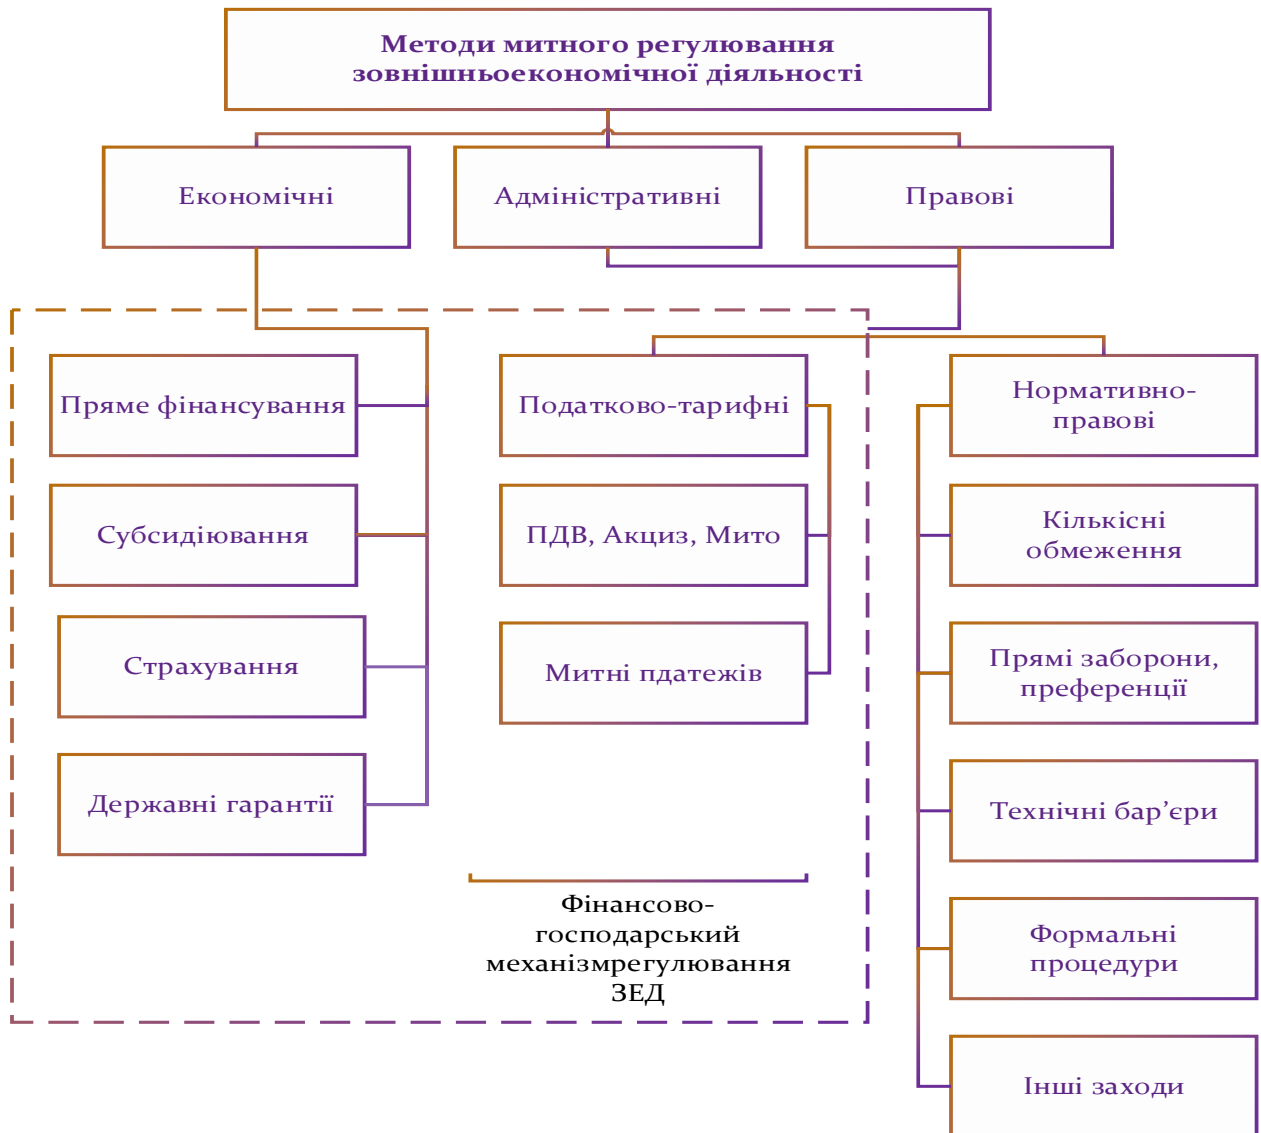 Методи митного регулювання
зовнішньоекономічної діяльності
Економічні
Адміністративні
Правові
Пряме фінансування
Податково-тарифні
Нормативно-
правові
Субсидіювання
ПДВ, Акциз, Мито
Кількісні
обмеження
Страхування
Митні пдатежів
Прямі заборони,
преференції
Державні гарантії
Технічні бар’єри
Фінансово-
господарський
механізмрегулювання
ЗЕД
Формальні
процедури
Інші заходи